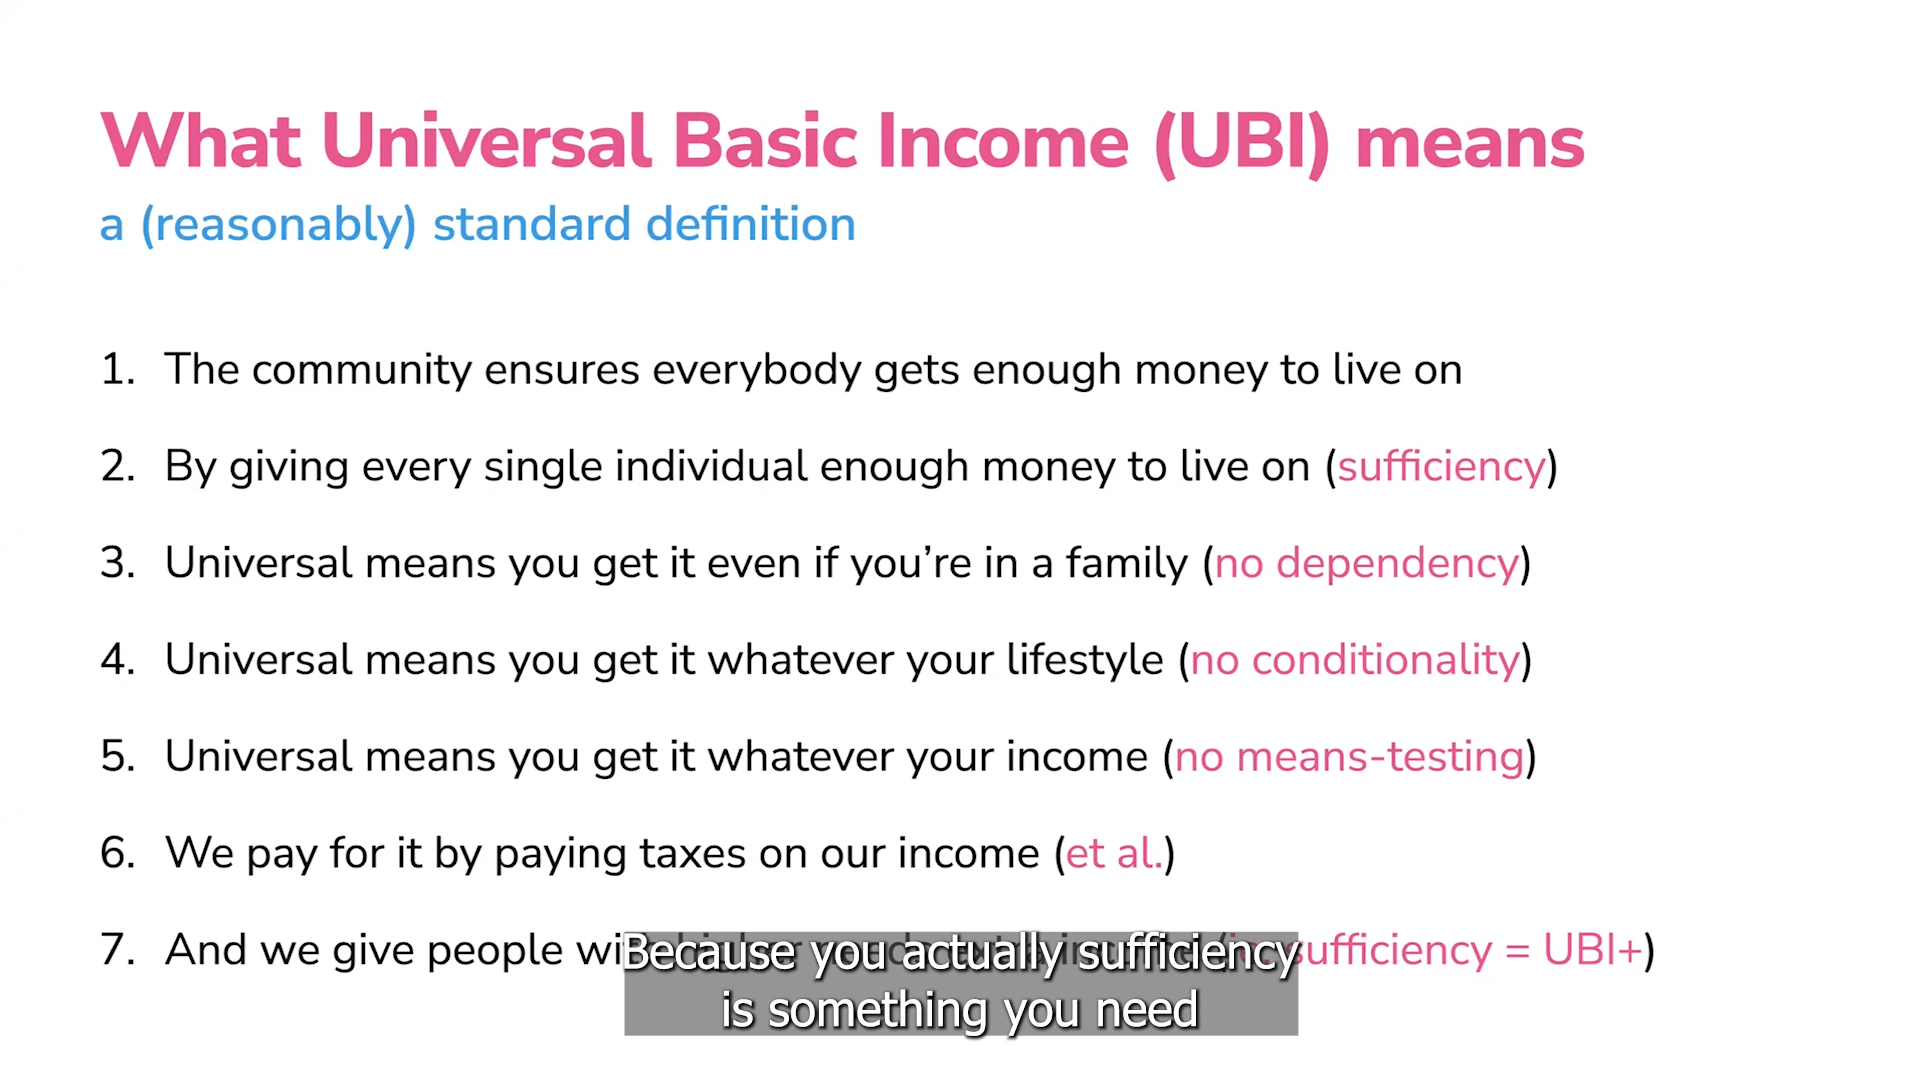 What Universal Basic Income (UBI) means
a (reasonably) standard definition
1. The community ensures everybody gets enough money to live on
2. By giving every single individual enough money to live on (sufficiency)
3. Universal means you get it even if you’re in a family (no dependency)
4. Universal means you get it whatever your lifestyle (no conditionality)
5. Universal means you get it whatever your income (no means-testing)
6. We pay for it by paying taxes on our income (et al.)
7. And we give people sufficiency = UBI+)
Because you actually sufficiency
is something you need